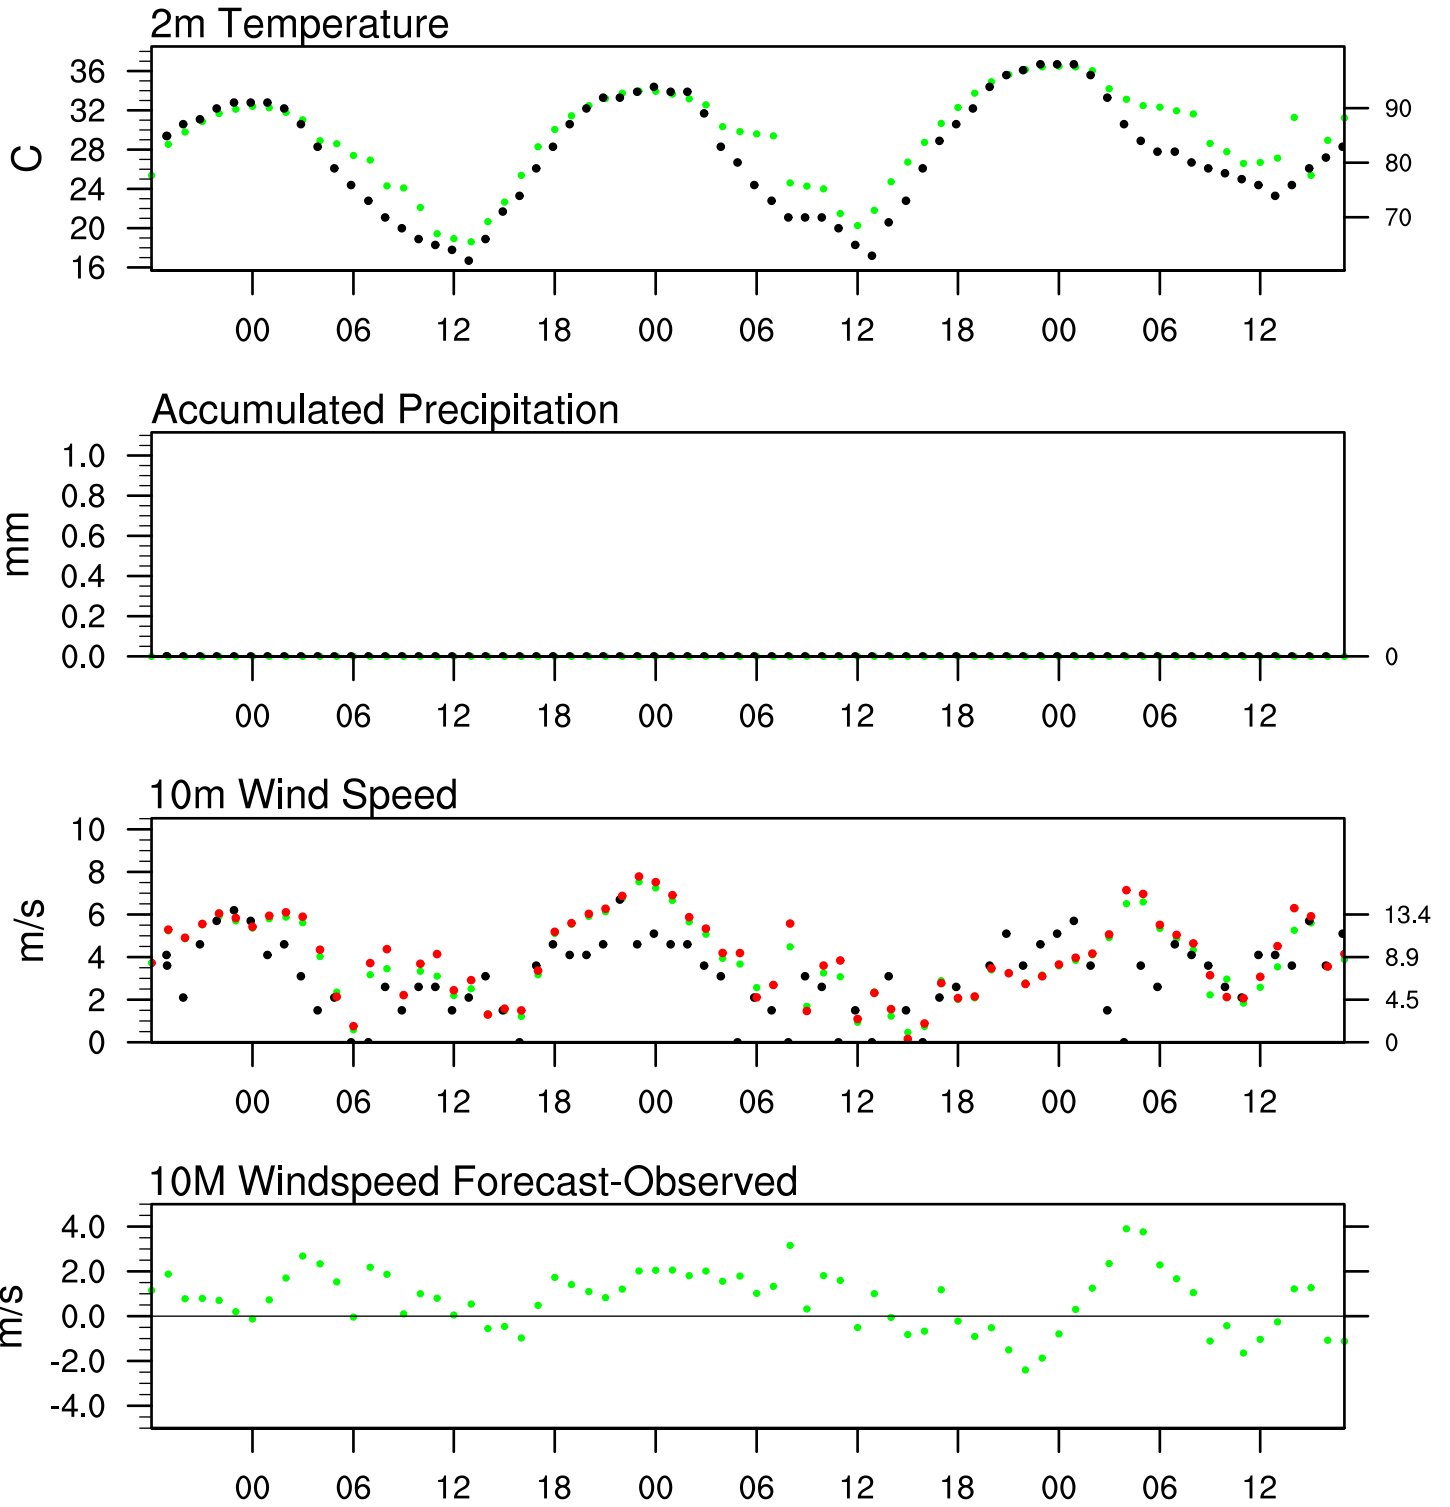 2m Temperature
36
32
28
24
20
16
C
90
80
70
00 06 12 18 00 06 12 18 00 06 12
Accumulated Precipitation
1.0
0.8
0.6
0.4
0.2
0.0
mm
0
00 06 12 18 00 06 12 18 00 06 12
10m Wind Speed
10
8
6
4
2
0
m/s
13.4
8.9
4.5
0
00 06 12 18 00 06 12 18 00 06 12
10M Windspeed Forecast-Observed
4.0
2.0
0.0
-2.0
-4.0
m/s
00 06 12 18 00 06 12 18 00 06 12